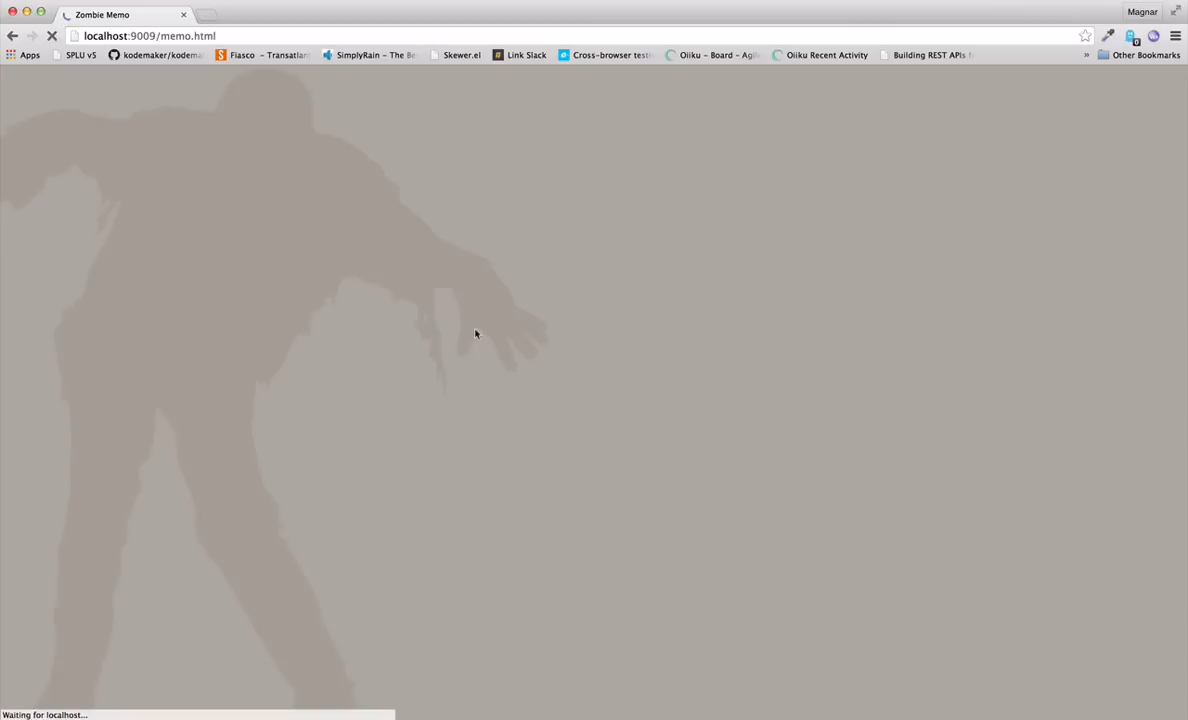 Zombie Memo
Magnar
localhost:9009/memo.html
Apps
SPLU v5
kodemaker/kodema
Fiasco – Transatlan
SimplyRain – The Be
Skewer.el
Link Slack
Cross-browser testi
Oiiku – Board – Agil
Oiiku Recent Activity
Building REST APIs f
»
Other Bookmarks
0
Waiting for localhost...